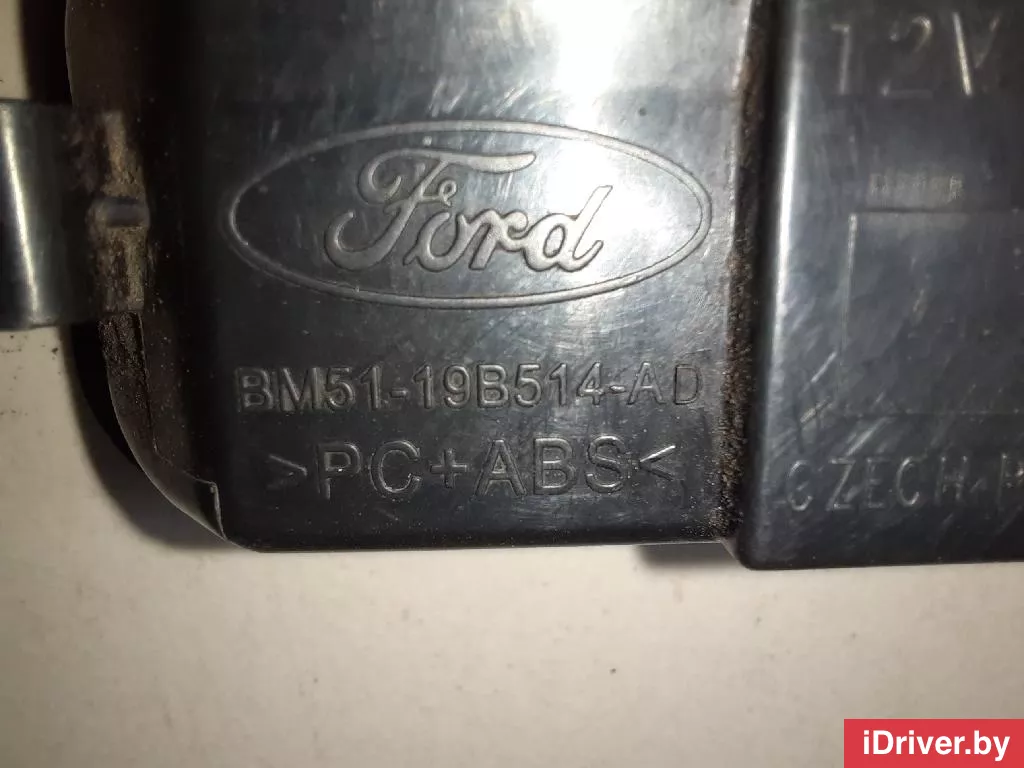 12V
Ford
BM51-19B514-AD
>PC+ABS<
CZECH
iDriver.by